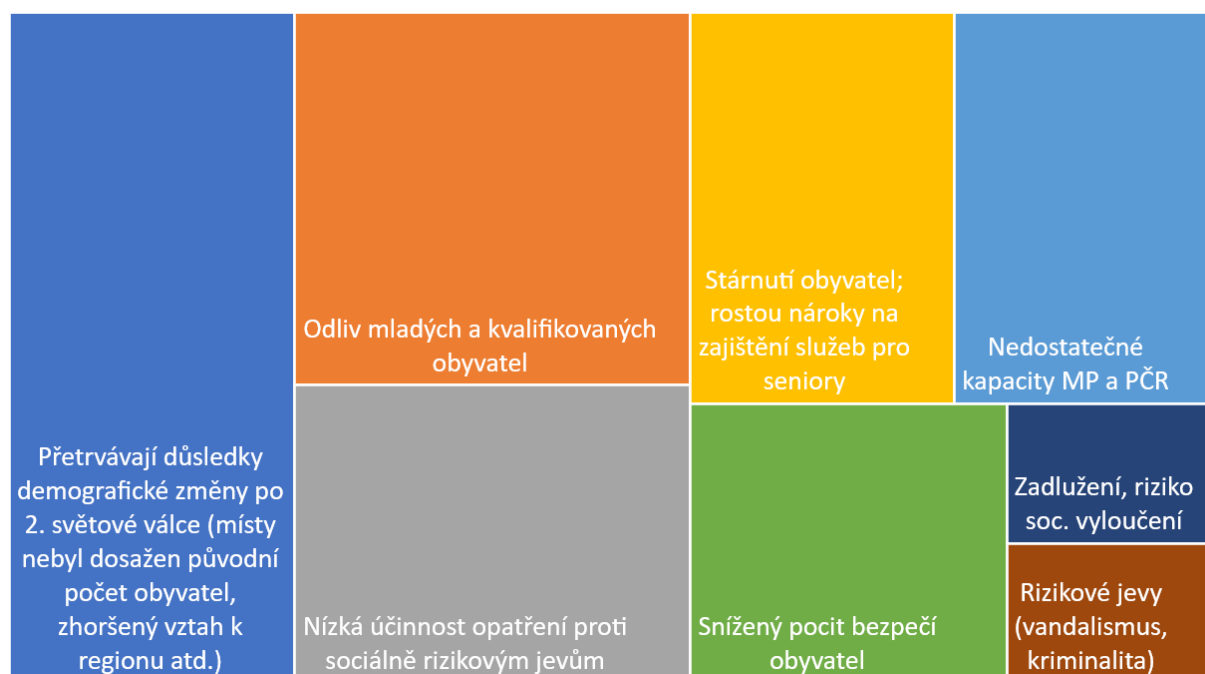 Přetrvávají důsledky
demografické změny po
2. světové válce (místy
nebyl dosažen původní
počet obyvatel,
zhoršený vztah k
regionu atd.)
Odliv mladých a kvalifikovaných
obyvatel
Nízká účinnost opatření proti
sociálně rizikovým jevům
Stárnutí obyvatel;
rostou nároky na
zajištění služeb pro
seniory
Nedostatečné
kapacity MP a PČR
Snížený pocit bezpečí
obyvatel
Zadlužení, riziko
soc. vyloučení
Rizikové jevy
(vandalismus,
kriminalita)